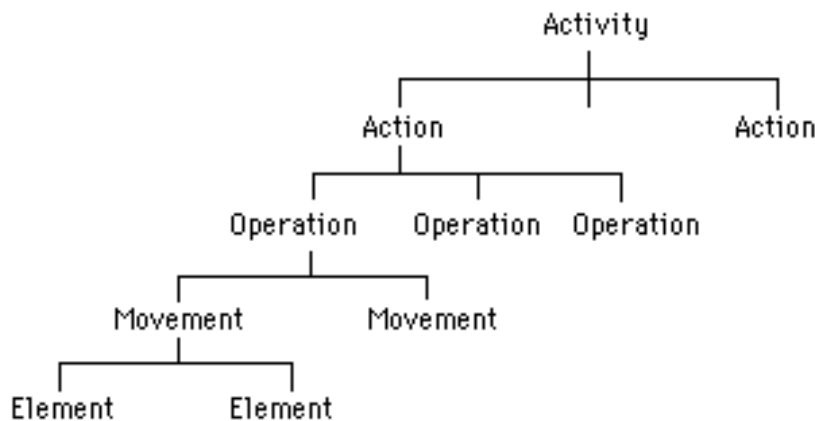 Activity
Action Action
Operation Operation Operation
Movement Movement
Element Element